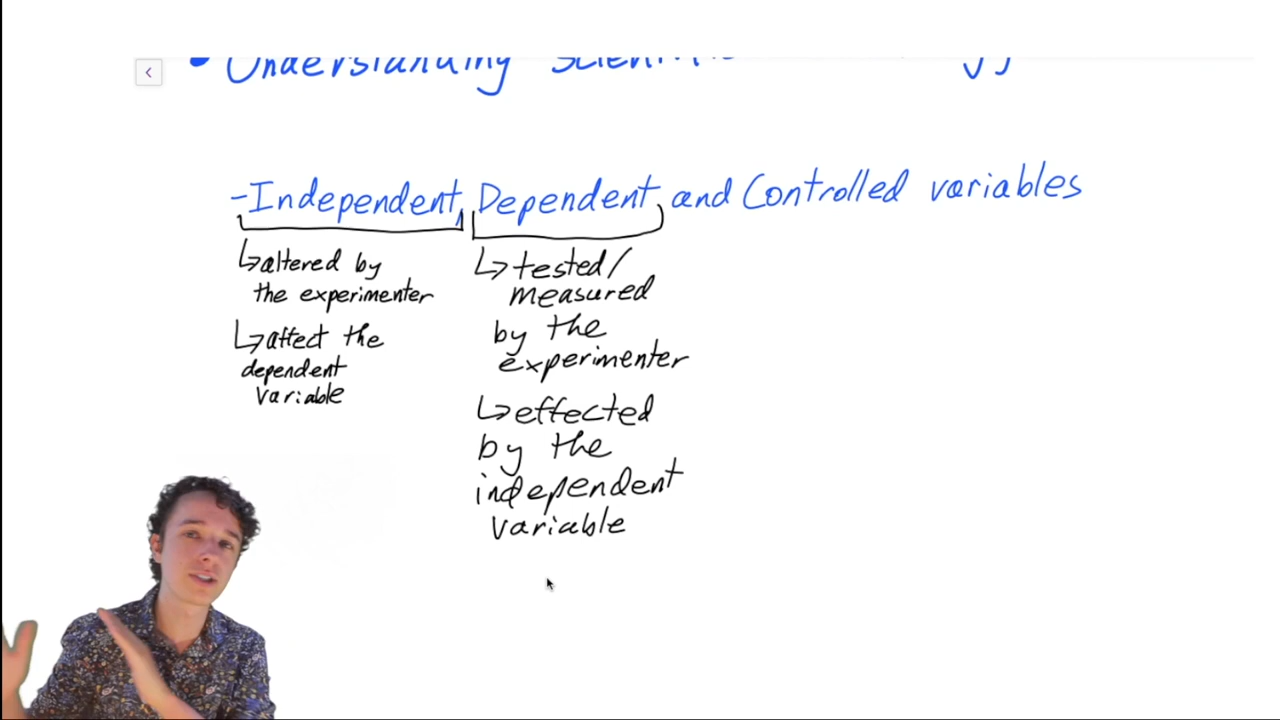 • Understanding
-Independent, Dependent and Controlled variables
↳altered by
the experimenter
↳affect the
dependent
variable
↳tested/
measured
by the
experimenter
↳effected
by the
independent
variable